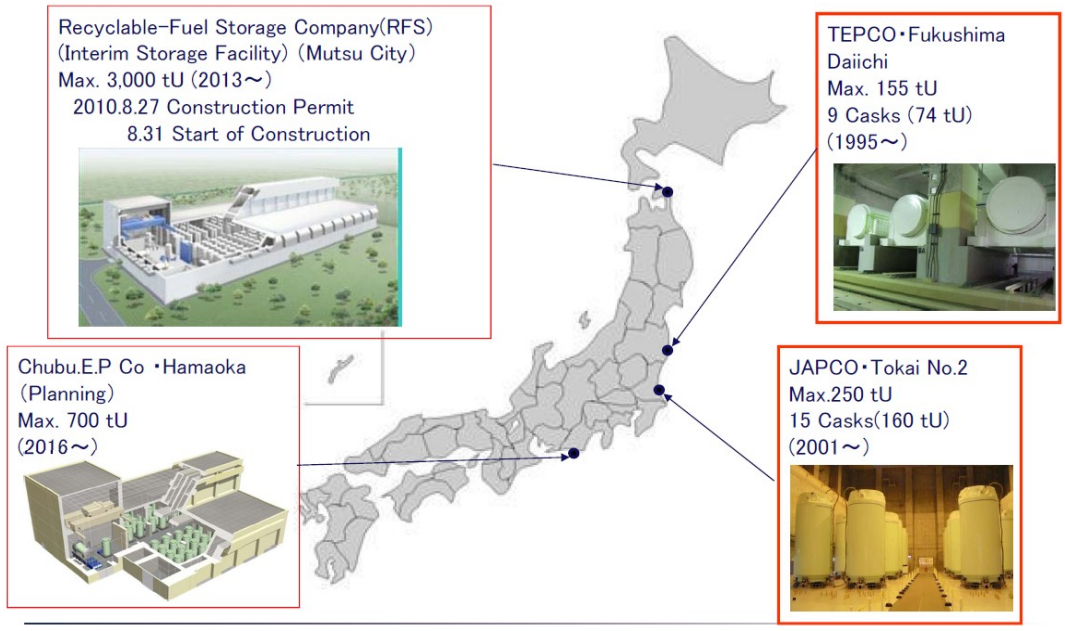 Recyclable-Fuel Storage Company(RFS)
(Interim Storage Facility) (Mutsu City)
Max. 3,000 tU (2013～)
2010.8.27 Construction Permit
8.31 Start of Construction
TEPCO・Fukushima
Daiichi
Max. 155 tU
9 Casks (74 tU)
(1995～)
Chubu.E.P Co ・Hamaoka
(Planning)
Max. 700 tU
(2016～)
JAPCO・Tokai No.2
Max.250 tU
15 Casks(160 tU)
(2001～)